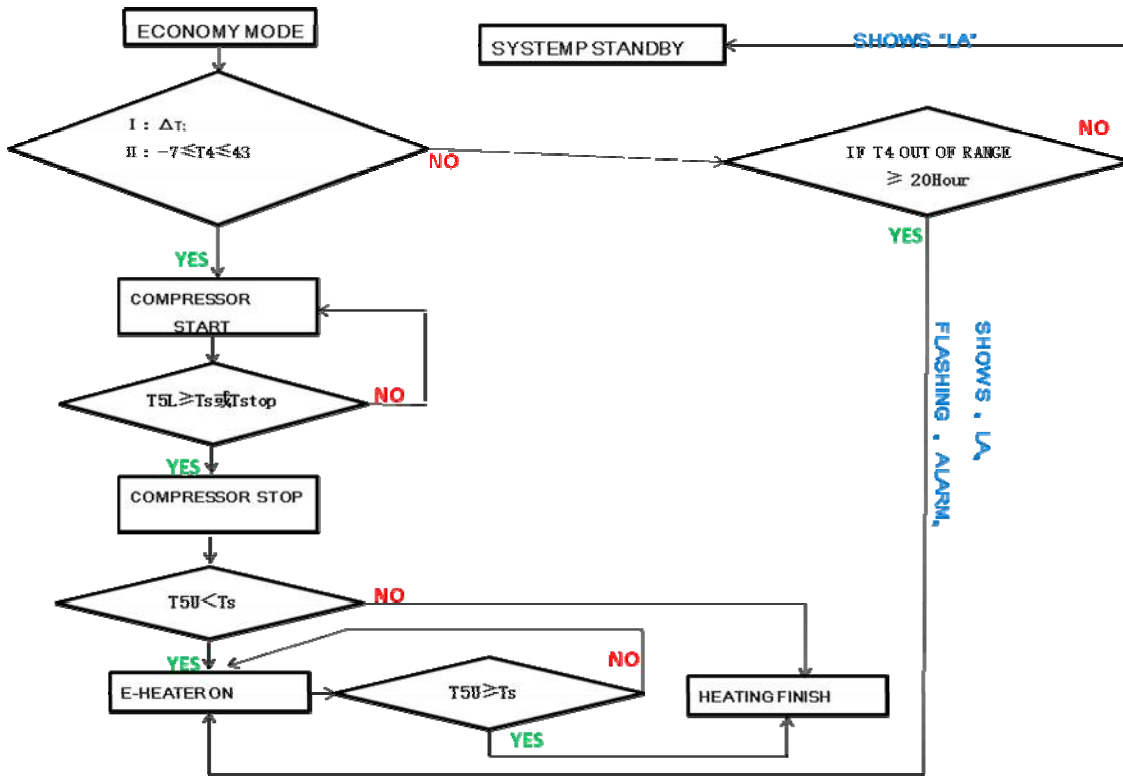 ECONOMY MODE
SYSTEMP STANDBY
SHOWS "LA"
I : △T;
II : -7≤T4≤43
NO
IF T4 OUT OF RANGE
≥ 20Hour
NO
YES
YES
COMPRESSOR
START
T5L≥Ts或Tstop
NO
YES
COMPRESSOR STOP
SHOWS , LA,
FLASHING , ALARM,
T5U<Ts
NO
YES
E-HEATER ON
T5U≥Ts
NO
YES
HEATING FINISH